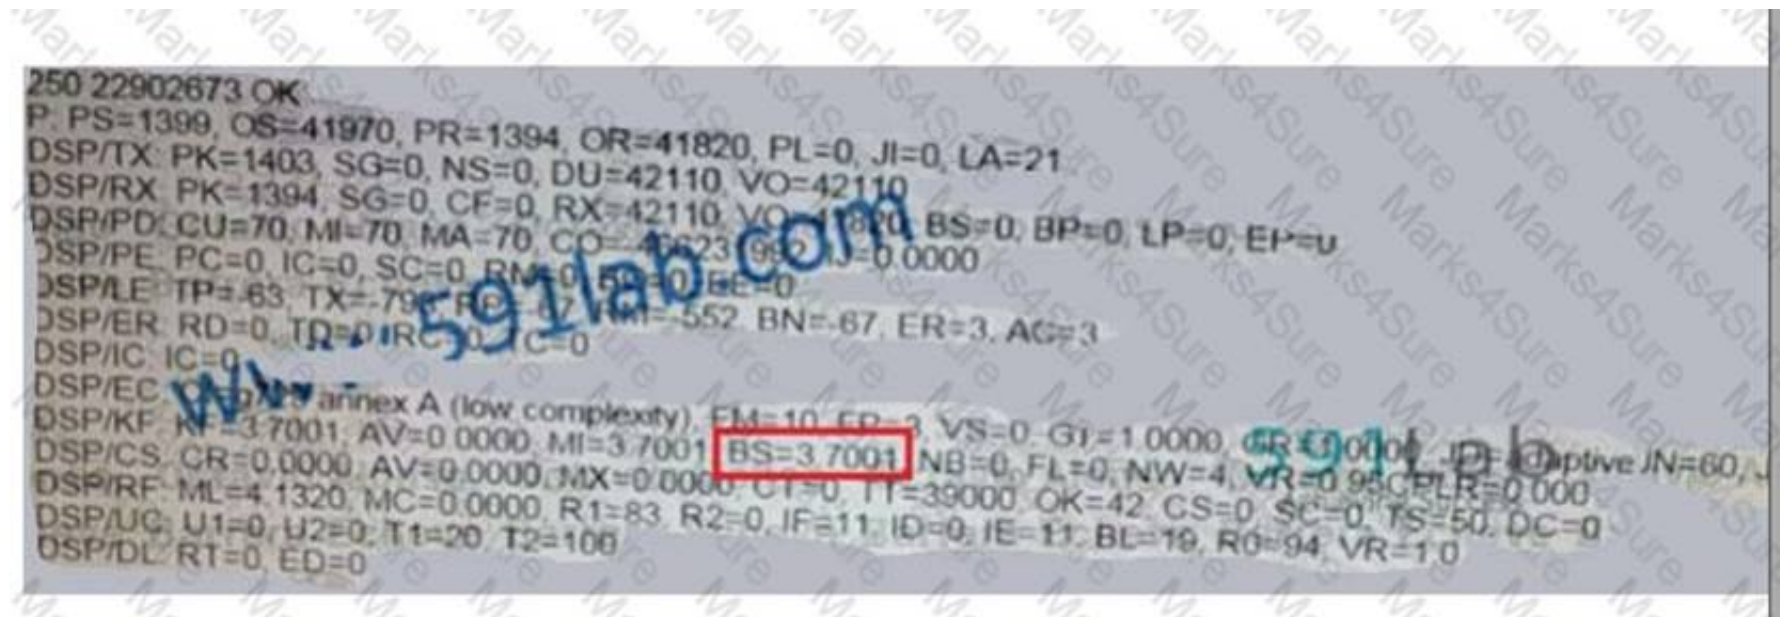 250 22902673 OK
P: PS=1399, OS=41970, PR=1394, OR=41820, PL=0, JI=0, LA=21
DSP/TX: PK=1403, SG=0, NS=0, DU=42110, VO=42110
DSP/RX: PK=1394, SG=0, CF=0, RX=42110, BS=0, BP=0, LP=0,
DSP/PD: CU=70, MI=70, MA=70, 0.0000
DSP/PE: PC=0, IC=0, SC=0,
DSP/LE: TP=-63, BN=-67, ER=3, AG=3
DSP/ER: RD=0,
DSP/IC: IC=0
DSP/EC: annex A (low complexity), VS=0, GT=1.0000, JN=60,
DSP/KF: KF=3.7001, AV=0.0000, MI=3.7001, BS=3.7001, NB=0, FL=0, NW=4,
DSP/CS: CR=0.0000, AV=0.0000, MX=0.0000, CT=0, TT=39000, OK=42, CS=0, SC=0, TS=50, DC=0
DSP/RF: ML=4.1320, MC=0.0000, R1=83, R2=0, IF=11, ID=0, IE=11, BL=19, R0=94, VR=1.0
DSP/UC: U1=0, U2=0, T1=20, T2=100
DSP/DL: RT=0, ED=0
591lab.com
591Lab
Marks4Sure